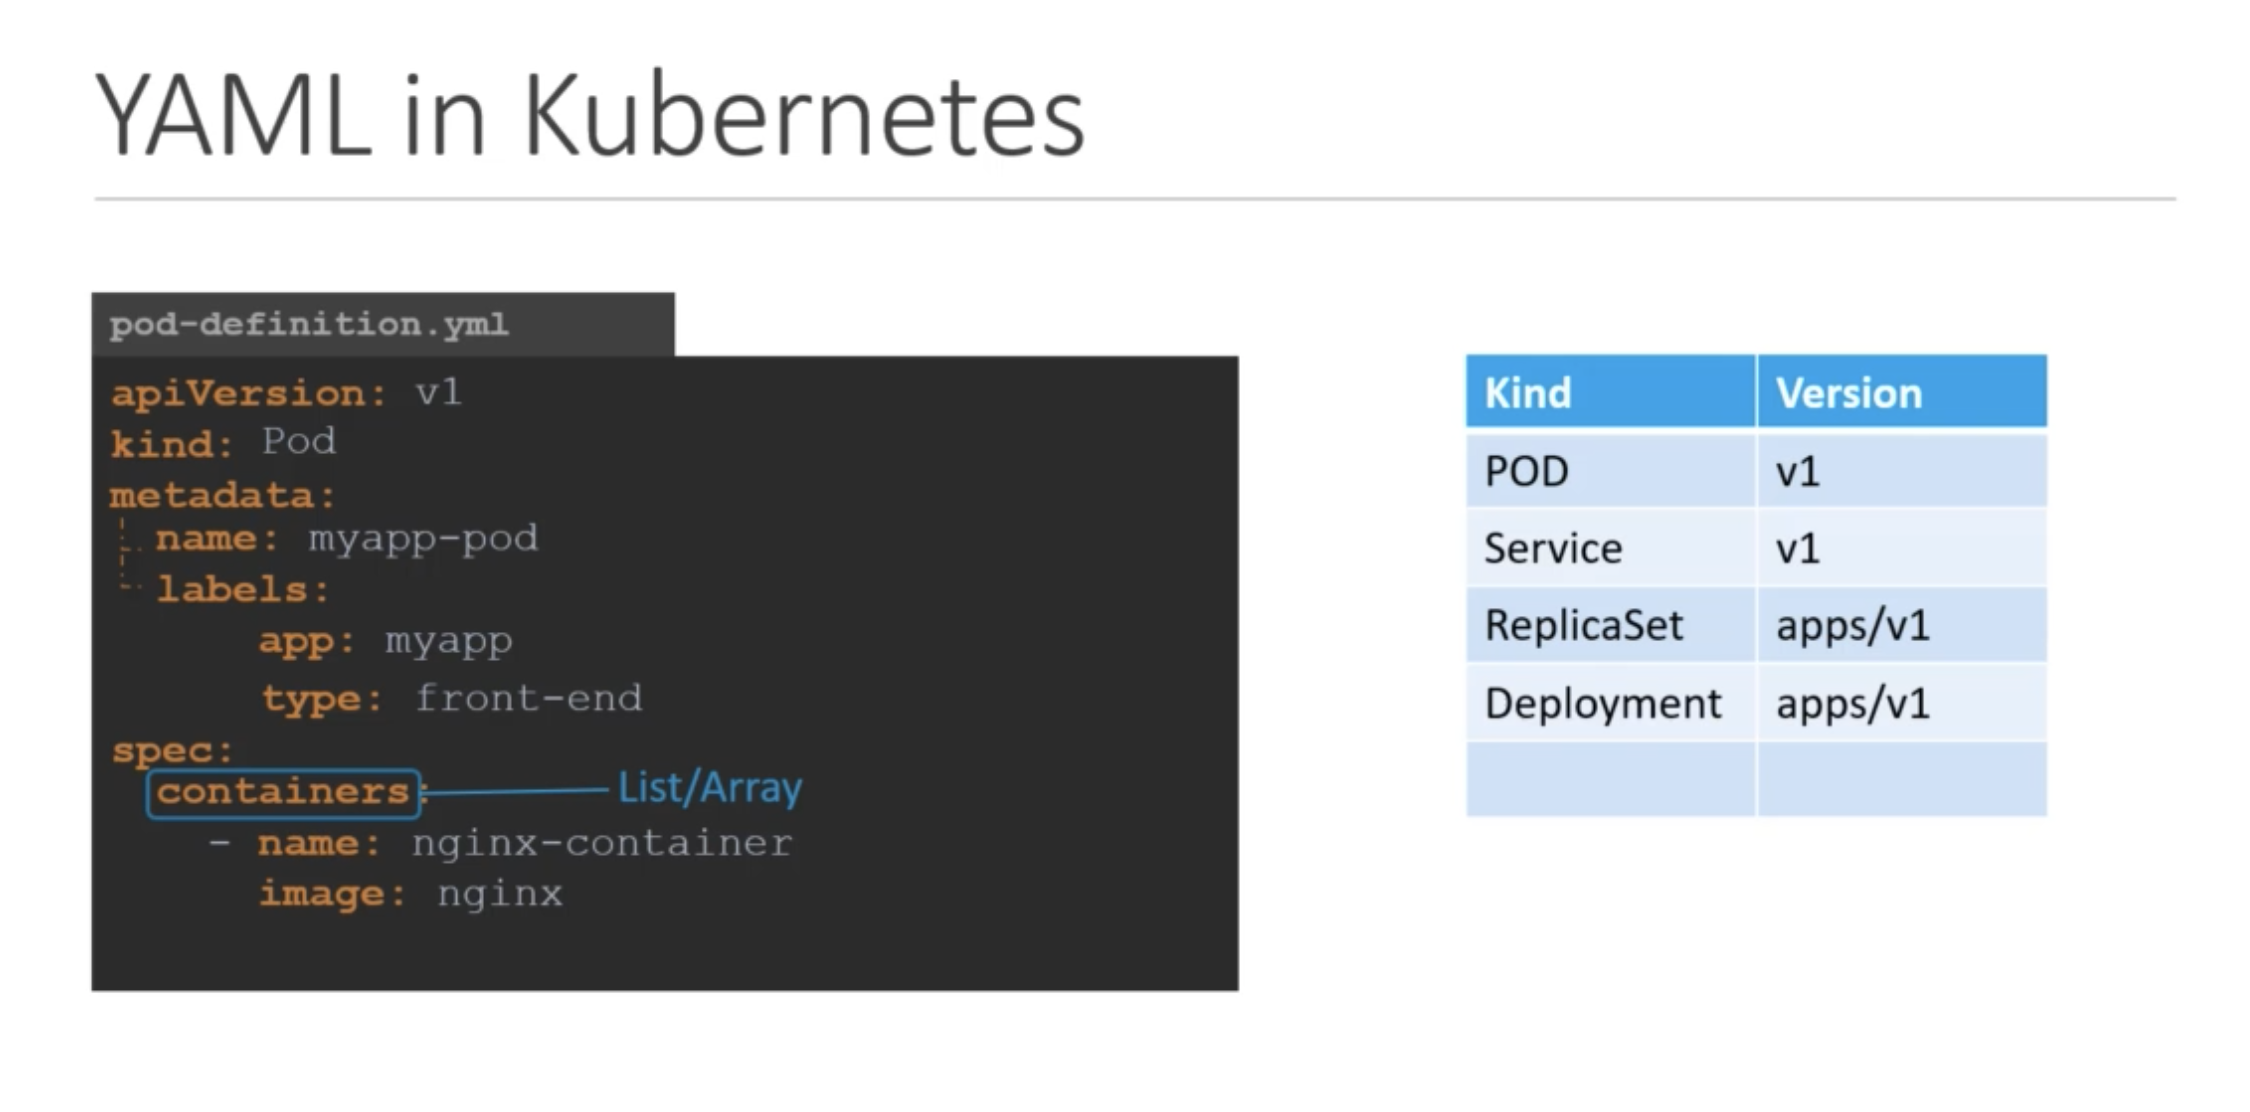 YAML in Kubernetes
pod-definition.yml
apiVersion: v1
kind: Pod
metadata:
name: myapp-pod
labels:
app: myapp
type: front-end
spec:
containers:
List/Array
- name: nginx-container
image: nginx
Kind Version
POD v1
Service v1
ReplicaSet apps/v1
Deployment apps/v1